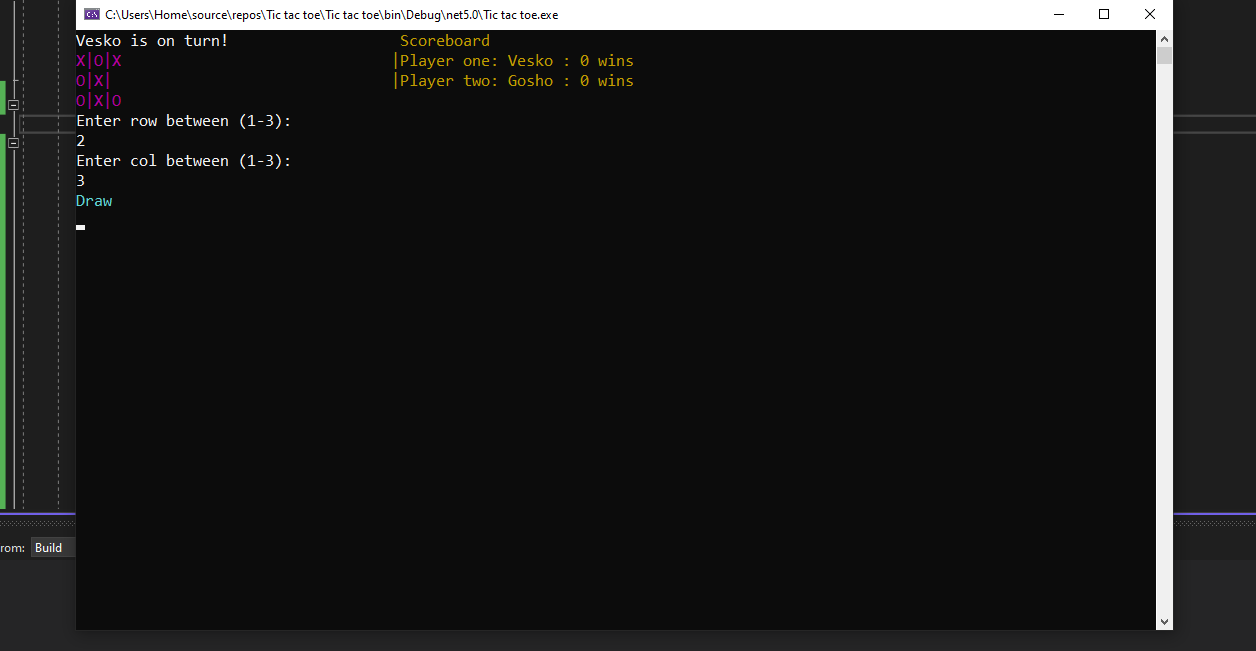 C:\Users\Home\source\repos\Tic tac toe\Tic tac toe\bin\Debug\net5.0\Tic tac toe.exe
Vesko is on turn! Scoreboard
X|O|X |Player one: Vesko : 0 wins
O|X| |Player two: Gosho : 0 wins
O|X|O
Enter row between (1-3):
2
Enter col between (1-3):
3
Draw
rom: Build